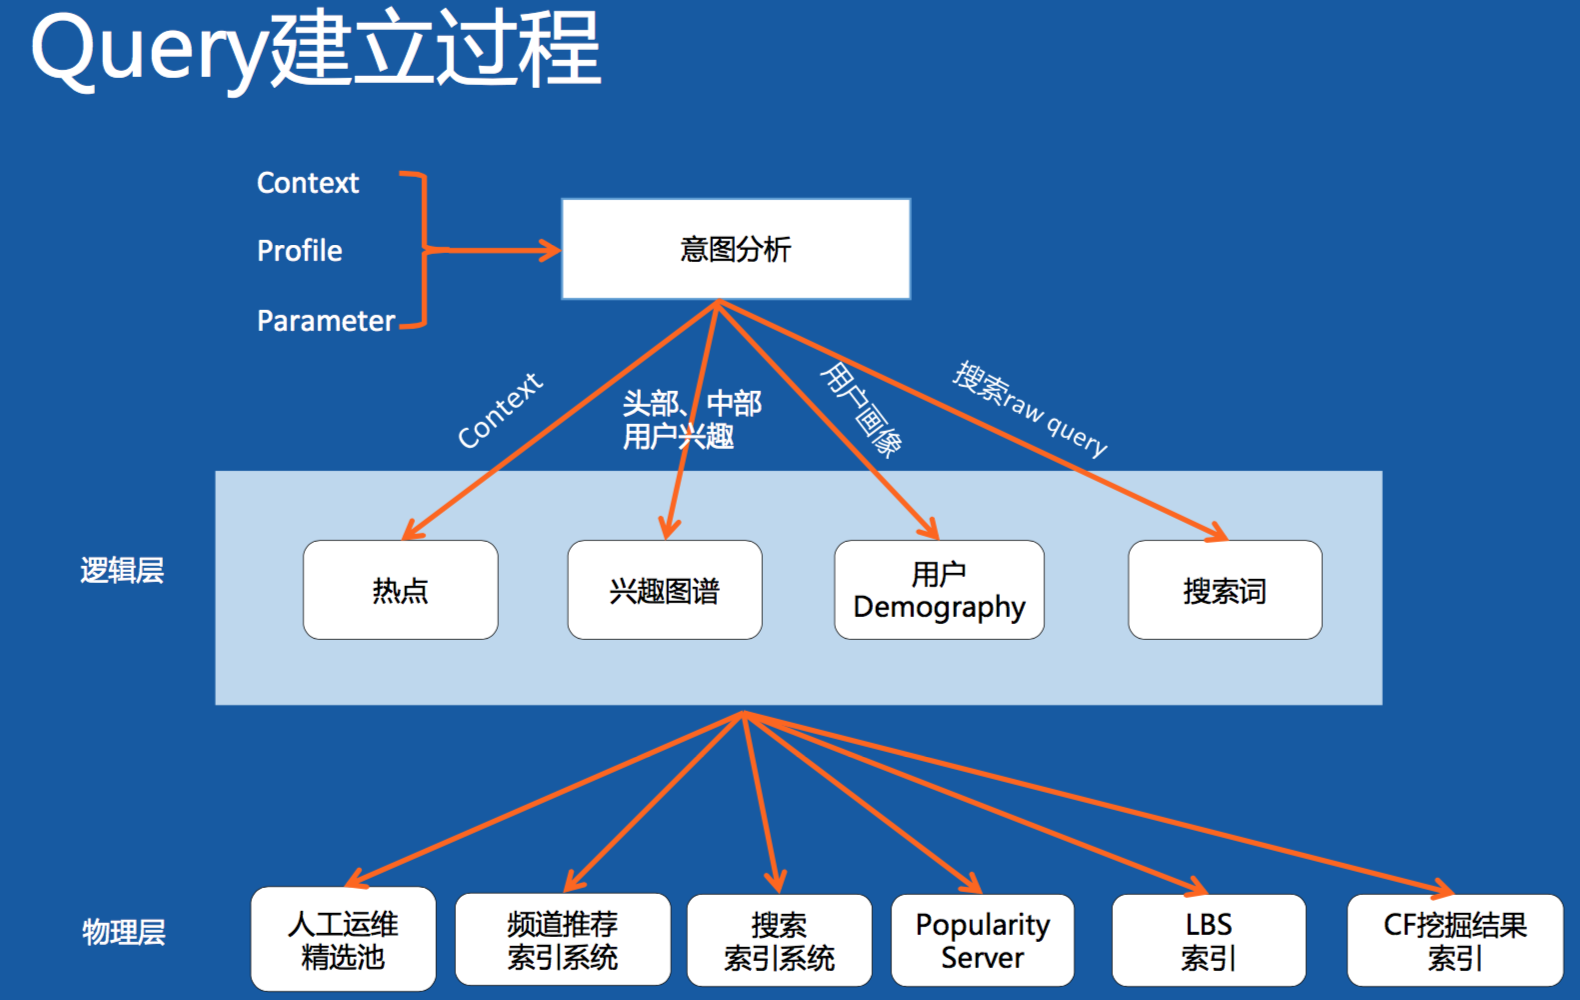 Query建立过程
Context
Profile
Parameter
意图分析
Context
头部、中部
用户兴趣
用户画像
搜索raw query
逻辑层
热点
兴趣图谱
用户
Demography
搜索词
物理层
人工运维
精选池
频道推荐
索引系统
搜索
索引系统
Popularity
Server
LBS
索引
CF挖掘结果
索引